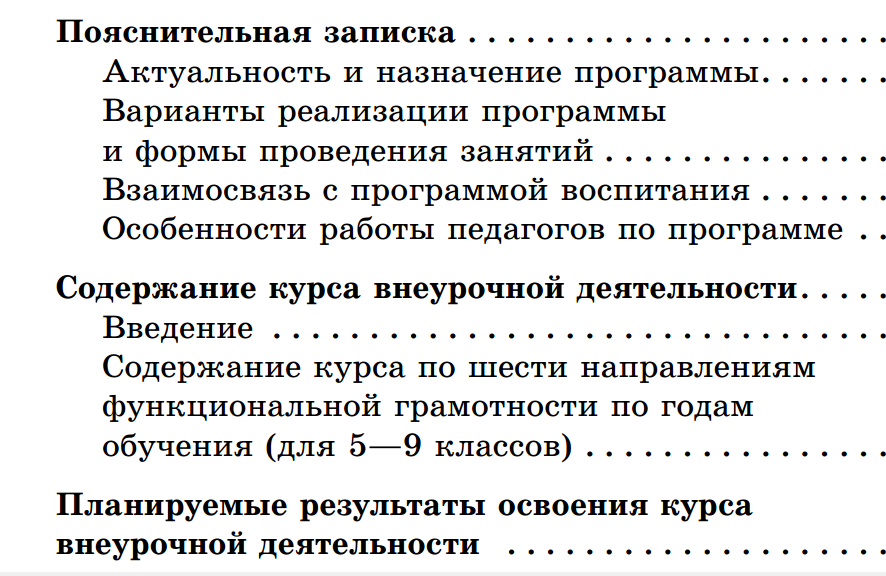 Пояснительная записка . . . . . . . . . . . . . . . . . . . . . .
Актуальность и назначение программы. . . . . . .
Варианты реализации программы
и формы проведения занятий . . . . . . . . . . . . . . .
Взаимосвязь с программой воспитания . . . . . . .
Особенности работы педагогов по программе . .
Содержание курса внеурочной деятельности. . . . .
Введение . . . . . . . . . . . . . . . . . . . . . . . . . . . . . . . .
Содержание курса по шести направлениям
функциональной грамотности по годам
обучения (для 5—9 классов) . . . . . . . . . . . . . . . .
Планируемые результаты освоения курса
внеурочной деятельности . . . . . . . . . . . . . . . . . . . .